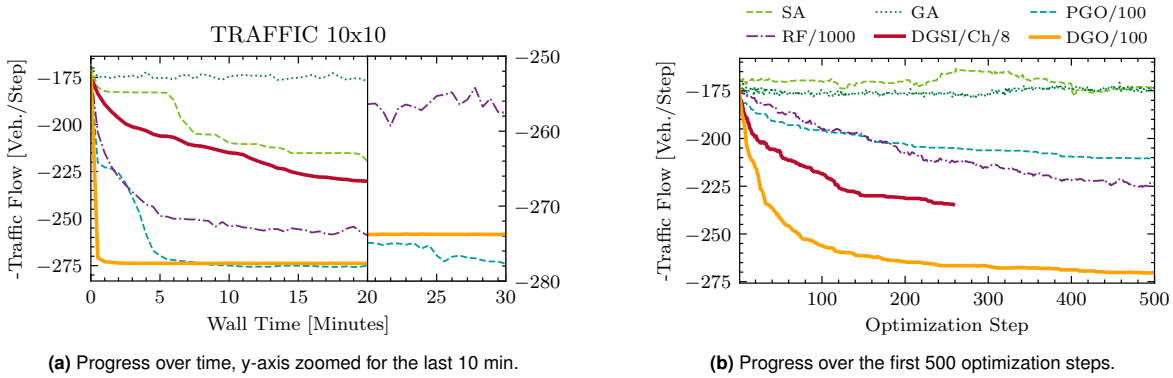 TRAFFIC 10x10
-Traffic Flow [Veh./Step]
−175
−200
−225
−250
−275
0
5
10
15
20
25
30
−250
−260
−270
−280
Wall Time [Minutes]
(a) Progress over time, y-axis zoomed for the last 10 min.
SA
GA
PGO/100
RF/1000
DGSI/Ch/8
DGO/100
-Traffic Flow [Veh./Step]
−175
−200
−225
−250
−275
100
200
300
400
500
Optimization Step
(b) Progress over the first 500 optimization steps.